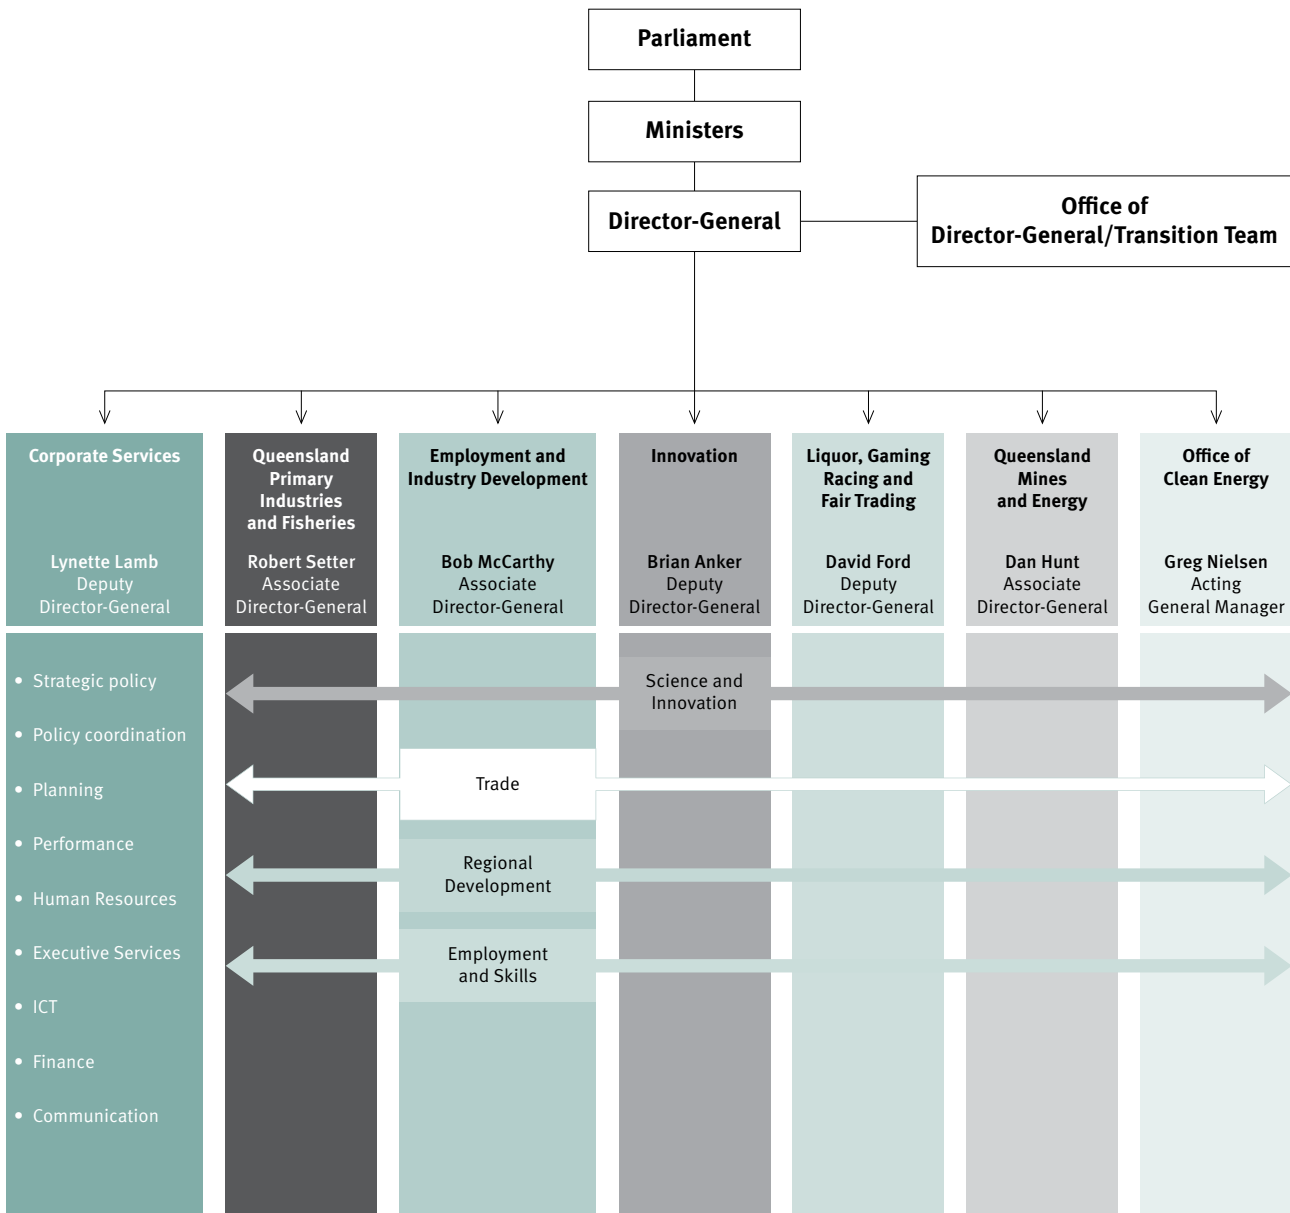 Parliament
Ministers
Director-General
Office of
Director-General/Transition Team
Corporate Services
Lynette Lamb
Deputy
Director-General
Queensland
Primary
Industries
and Fisheries
Robert Setter
Associate
Director-General
Employment and
Industry Development
Bob McCarthy
Associate
Director-General
Innovation
Brian Anker
Deputy
Director-General
Liquor, Gaming
Racing and
Fair Trading
David Ford
Deputy
Director-General
Queensland
Mines
and Energy
Dan Hunt
Associate
Director-General
Office of
Clean Energy
Greg Nielsen
Acting
General Manager
• Strategic policy
• Policy coordination
• Planning
• Performance
• Human Resources
• Executive Services
• ICT
• Finance
• Communication
Science and
Innovation
Trade
Regional
Development
Employment
and Skills